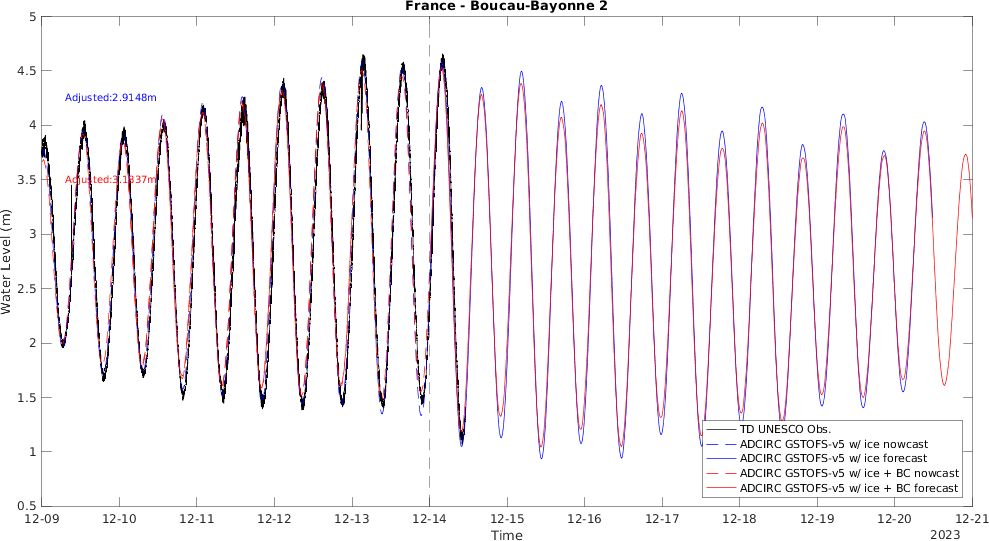 France - Boucau-Bayonne 2
5
4.5
4
3.5
3
2.5
2
1.5
1
0.5
Water Level (m)
Adjusted:2.9148m
Adjusted:3.1337m
TD UNESCO Obs.
ADCIRC GSTOFS-v5 w/ ice nowcast
ADCIRC GSTOFS-v5 w/ ice forecast
ADCIRC GSTOFS-v5 w/ ice + BC nowcast
ADCIRC GSTOFS-v5 w/ ice + BC forecast
12-09 12-10 12-11 12-12 12-13 12-14 12-15 12-16 12-17 12-18 12-19 12-20 12-21
Time
2023